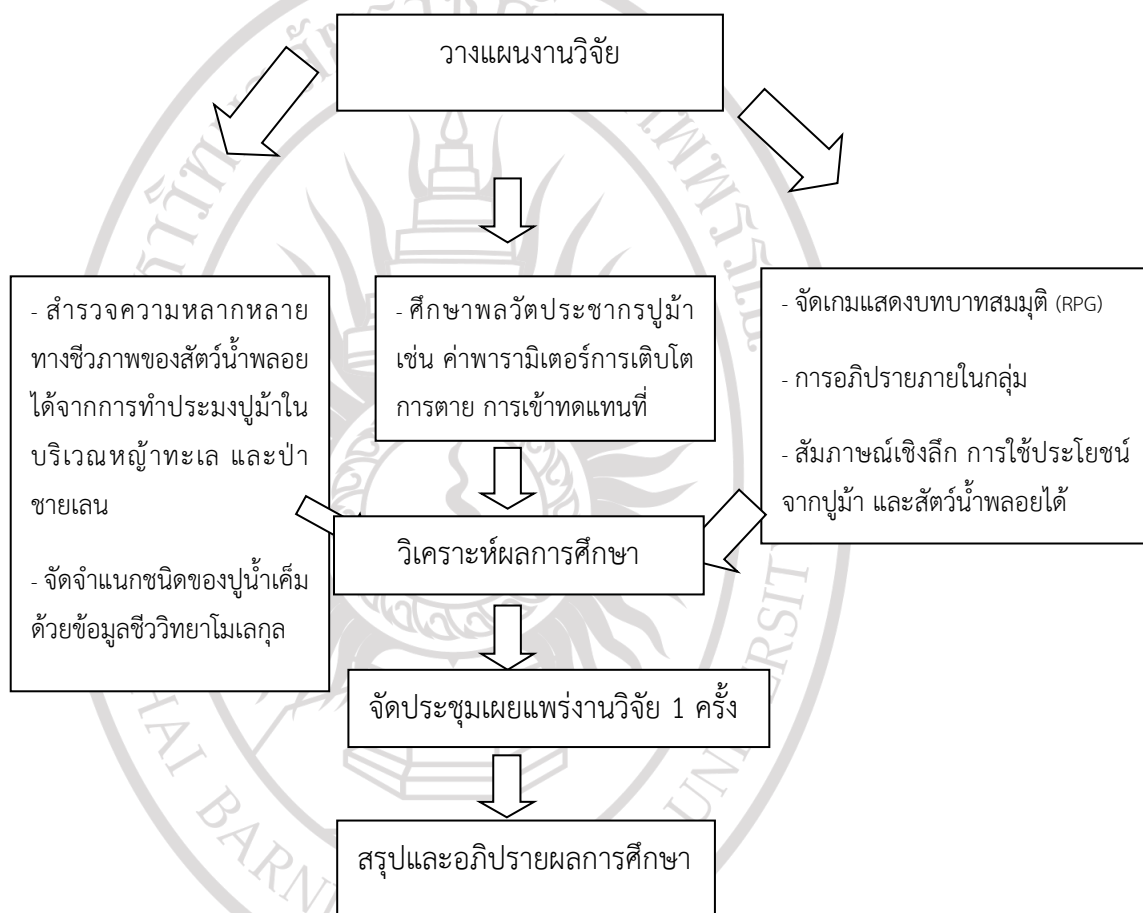 วางแผนงานวิจัย
- สำรวจความหลากหลาย
ทางชีวภาพของสัตว์น้ำพลอย
ได้จากการทำประมงปูม้าใน
บริเวณหญ้าทะเล และป่า
ชายเลน
- จัดจำแนกชนิดของปูน้ำเค็ม
ด้วยข้อมูลชีววิทยาโมเลกุล
- ศึกษาพลวัตประชากรปูม้า
เช่น ค่าพารามิเตอร์การเติบโต
การตาย การเข้าทดแทนที่
- จัดเกมแสดงบทบาทสมมุติ (RPG)
- การอภิปรายภายในกลุ่ม
- สัมภาษณ์เชิงลึก การใช้ประโยชน์
จากปูม้า และสัตว์น้ำพลอยได้
วิเคราะห์ผลการศึกษา
จัดประชุมเผยแพร่งานวิจัย 1 ครั้ง
สรุปและอภิปรายผลการศึกษา